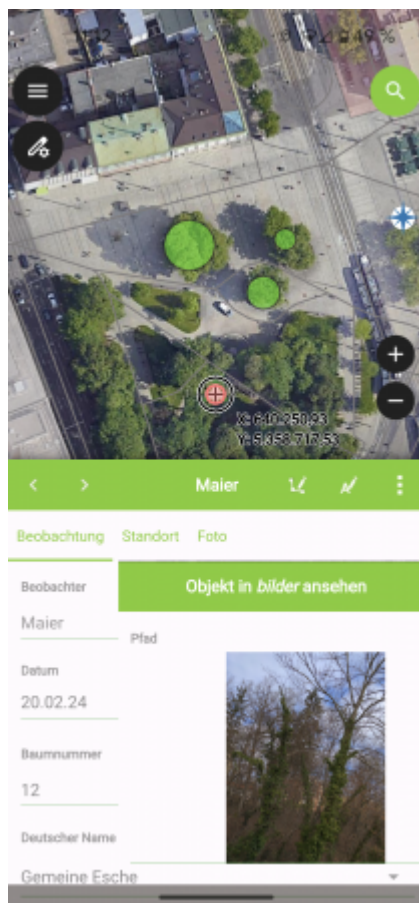 49 %
X: 640.250,93
Y: 5.358.717,53
Maier
Beobachtung Standort Foto
Beobachter
Objekt in bilder ansehen
Maier
Pfad
Datum
20.02.24
Baumnummer
12
Deutscher Name
Gemeine Esche